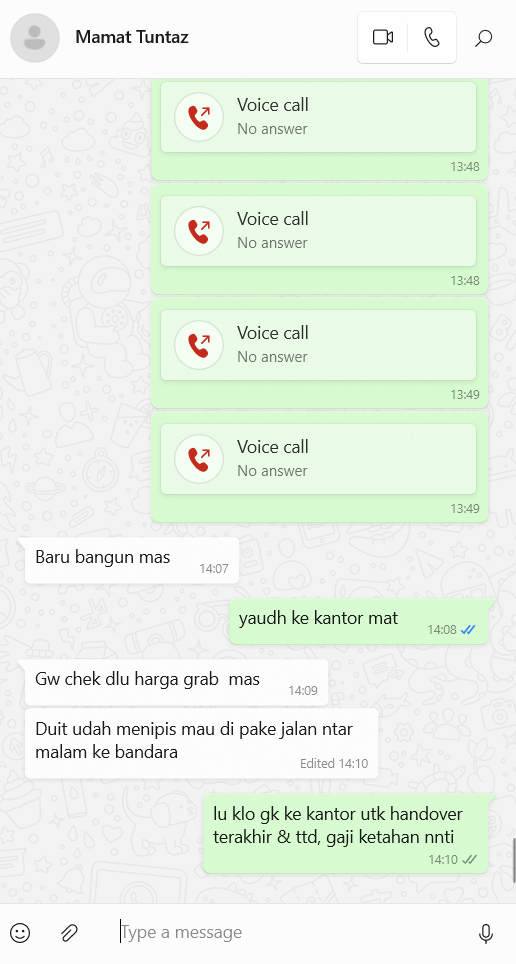 Mamat Tuntaz
Voice call
No answer
13:48
Voice call
No answer
13:48
Voice call
No answer
13:49
Voice call
No answer
13:49
Baru bangun mas
14:07
yaudh ke kantor mat
14:08
Gw chek dlu harga grab mas
14:09
Duit udah menipis mau di pake jalan ntar
malam ke bandara
Edited 14:10
lu klo gk ke kantor utk handover
terakhir & ttd, gaji ketahan nnti
14:10
Type a message